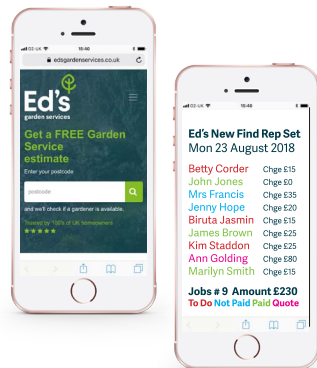 O2-UK 15:40
edsgardenservices.co.uk
Ed's
garden services
Get a FREE Garden
Service
estimate
Enter your postcode
postcode
and we'll check if a gardener is available.
Trusted by 100's of UK homeowners
O2-UK 15:40
Ed's New Find Rep Set
Mon 23 August 2018
Betty Corder Chge £15
John Jones Chge £0
Mrs Francis Chge £35
Jenny Hope Chge £20
Biruta Jasmin Chge £15
James Brown Chge £25
Kim Staddon Chge £25
Ann Golding Chge £80
Marilyn Smith Chge £15
Jobs # 9 Amount £230
To Do Not Paid Paid Quote